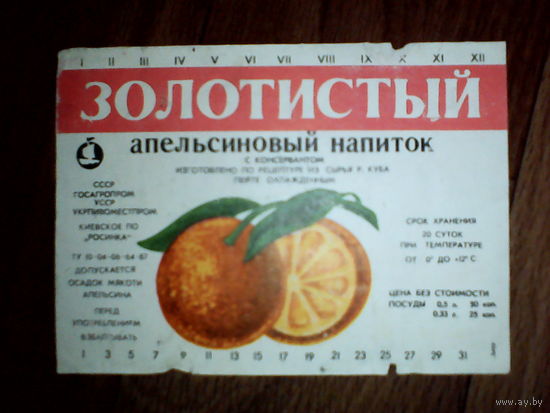 I II III IV V VI VII VIII IX X XI XII
ЗОЛОТИСТЫЙ
апельсиновый напиток
С КОНСЕРВАНТОМ
ИЗГОТОВЛЕНО ПО РЕЦЕПТУРЕ ИЗ СЫРЬЯ Р. КУБА
ПЕЙТЕ ОХЛАЖДЕННЫМ
СССР
ГОСАГРОПРОМ
УССР
УКРПИВОМЕСТПРОМ
КИЕВСКОЕ ПО
"РОСИНКА"
ТУ 10-04-06-64-87
ДОПУСКАЕТСЯ
ОСАДОК МЯКОТИ
АПЕЛЬСИНА
ПЕРЕД
УПОТРЕБЛЕНИЕМ
ВЗБАЛТЫВАТЬ
СРОК ХРАНЕНИЯ
20 СУТОК
ПРИ ТЕМПЕРАТУРЕ
ОТ 0° ДО +12°С
ЦЕНА БЕЗ СТОИМОСТИ
ПОСУДЫ 0,5 л. 30 коп.
0,33 л. 25 коп.
1 3 5 7 9 11 13 15 17 19 21 23 25 27 29 31
www.ay.by